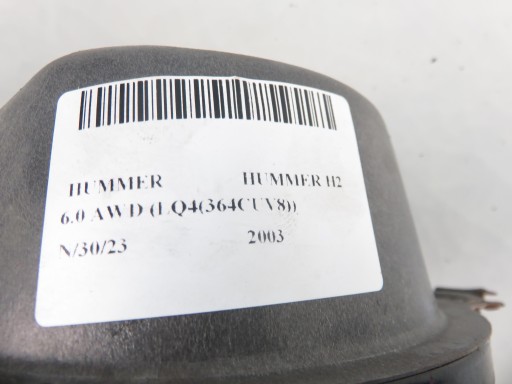 HUMMER HUMMER H2
6.0 AWD (LQ4(364CUV8))
N/30/23 2003